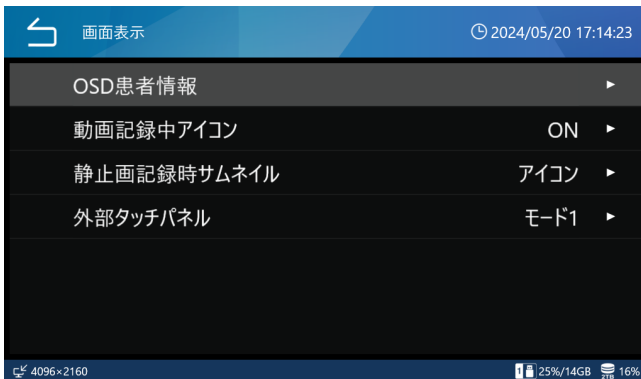 画面表示 2024/05/20 17:14:23
OSD患者情報
動画記録中アイコン ON
静止画記録時サムネイル アイコン
外部タッチパネル モード1
4096×2160 1 25%/14GB 2TB 16%